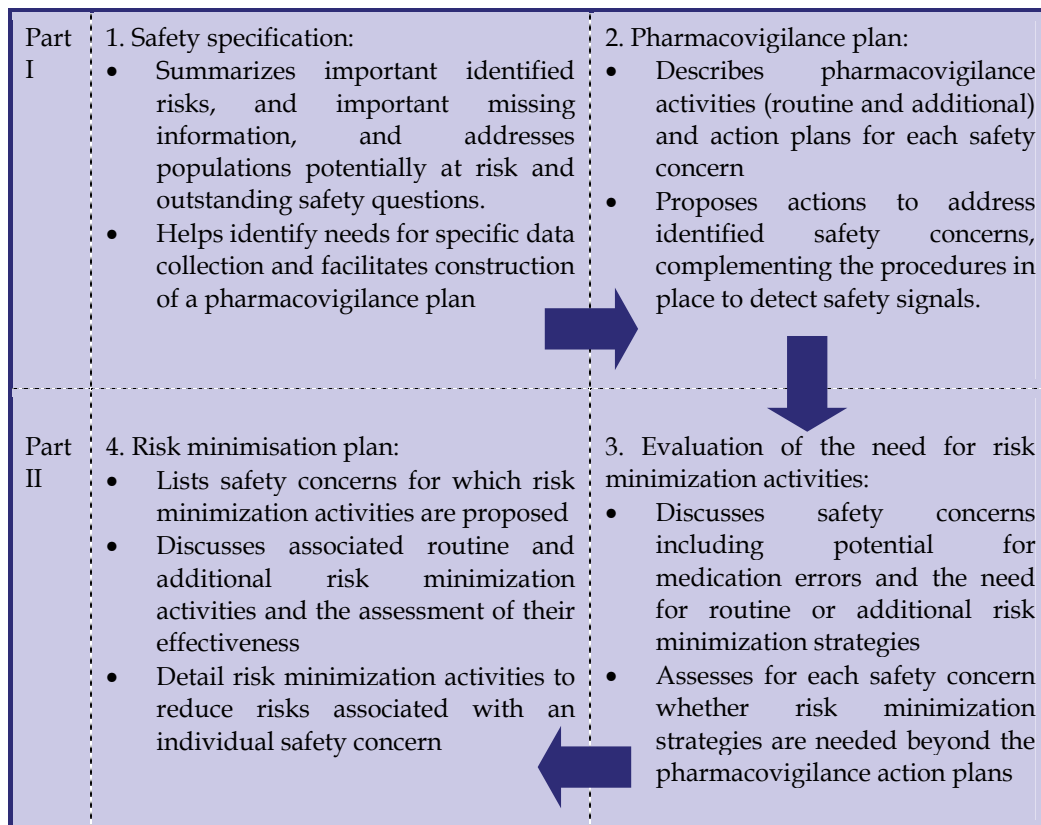 Part
I
1. Safety specification:
• Summarizes important identified
risks, and important missing
information, and addresses
populations potentially at risk and
outstanding safety questions.
• Helps identify needs for specific data
collection and facilitates construction
of a pharmacovigilance plan
2. Pharmacovigilance plan:
• Describes pharmacovigilance
activities (routine and additional)
and action plans for each safety
concern
• Proposes actions to address
identified safety concerns,
complementing the procedures in
place to detect safety signals.
Part
II
4. Risk minimisation plan:
• Lists safety concerns for which risk
minimization activities are proposed
• Discusses associated routine and
additional risk minimization
activities and the assessment of their
effectiveness
• Detail risk minimization activities to
reduce risks associated with an
individual safety concern
3. Evaluation of the need for risk
minimization activities:
• Discusses safety concerns
including potential for
medication errors and the need
for routine or additional risk
minimization strategies
• Assesses for each safety concern
whether risk minimization
strategies are needed beyond the
pharmacovigilance action plans